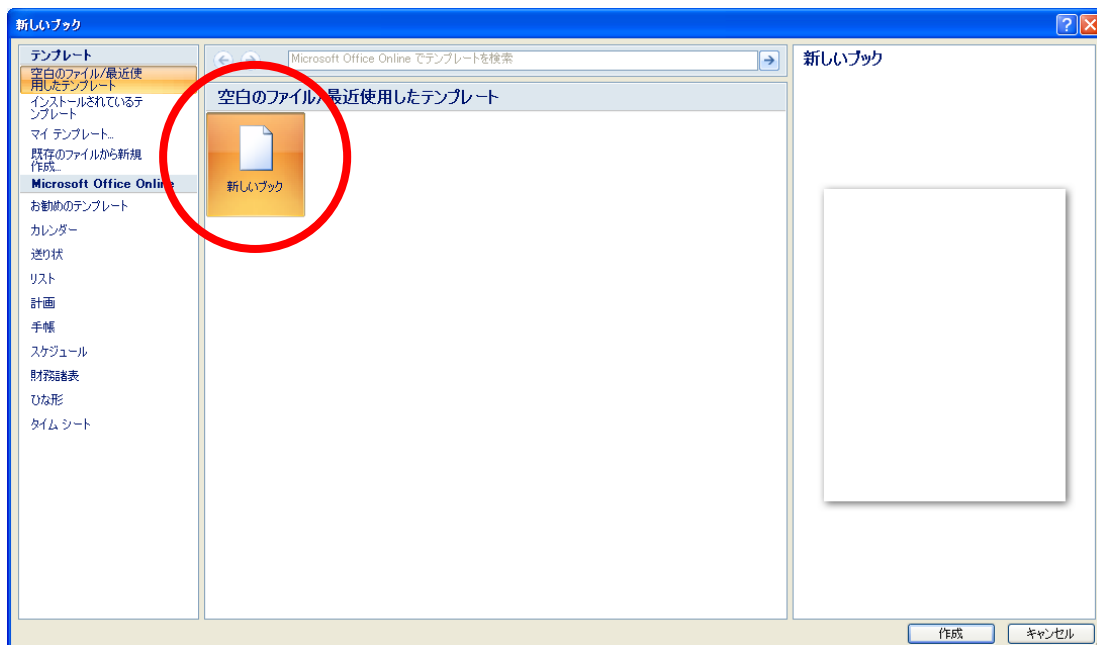 新しいブック
テンプレート
空白のファイル/最近使
用したテンプレート
インストールされているテ
ンプレート
マイ テンプレート...
既存のファイルから新規
作成...
Microsoft Office Online
お勧めのテンプレート
カレンダー
送り状
リスト
計画
手帳
スケジュール
財務諸表
ひな形
タイム シート
Microsoft Office Online でテンプレートを検索
空白のファイル/最近使用したテンプレート
新しいブック
新しいブック
作成
キャンセル